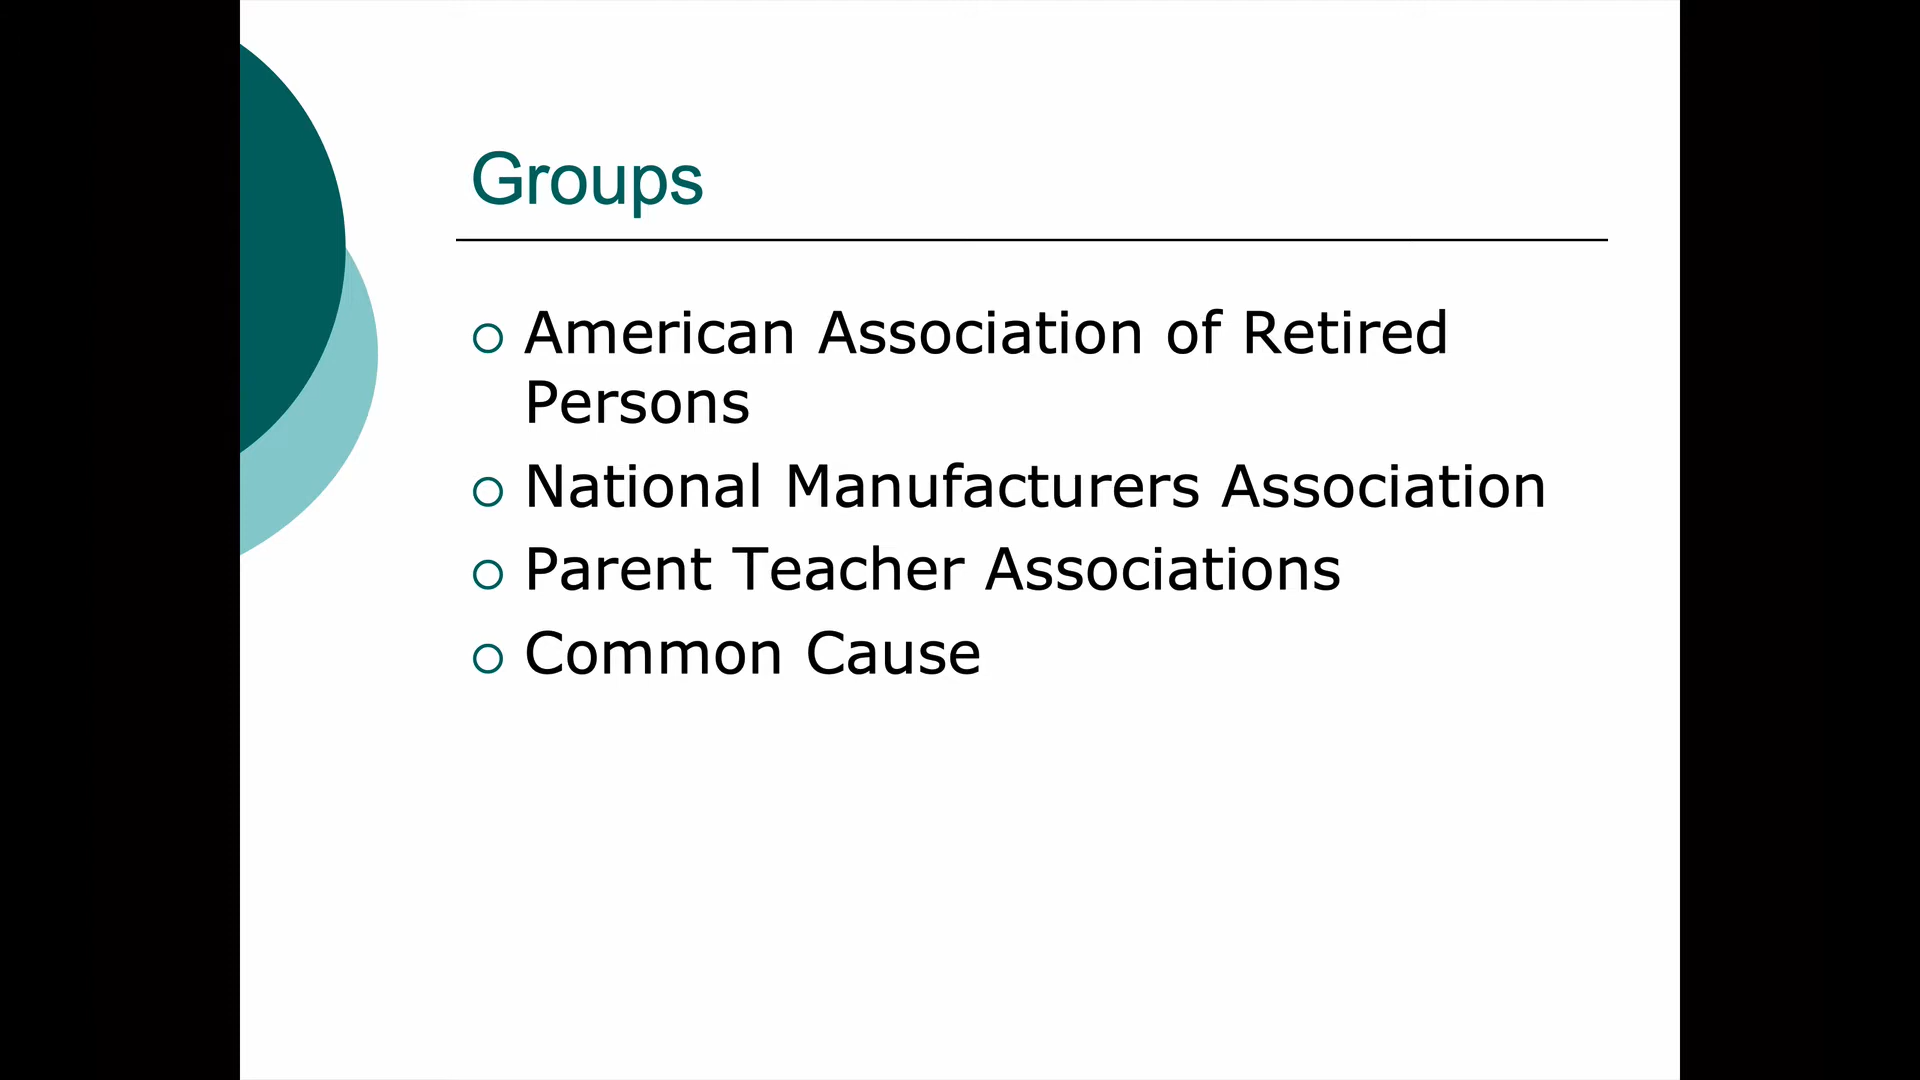 Groups
American Association of Retired
Persons
National Manufacturers Association
Parent Teacher Associations
Common Cause